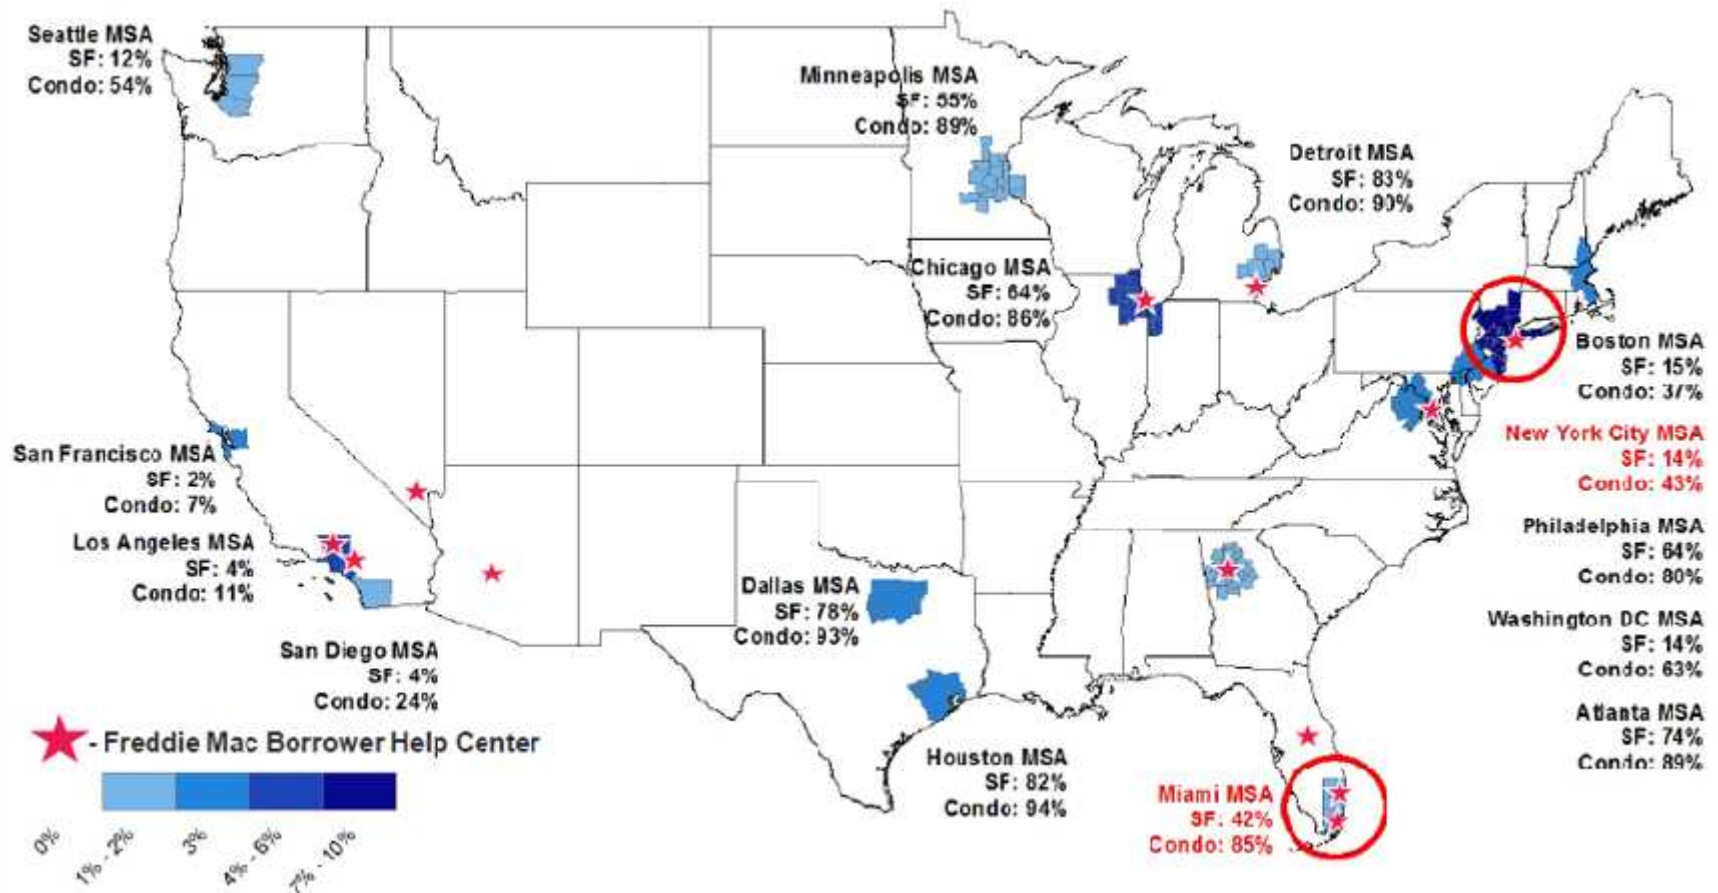 Seattle MSA
SF: 12%
Condo: 54%
Minneapolis MSA
SF: 55%
Condo: 89%
Detroit MSA
SF: 83%
Condo: 90%
Chicago MSA
SF: 64%
Condo: 86%
Boston MSA
SF: 15%
Condo: 37%
New York City MSA
SF: 14%
Condo: 43%
San Francisco MSA
SF: 2%
Condo: 7%
Philadelphia MSA
SF: 64%
Condo: 80%
Los Angeles MSA
SF: 4%
Condo: 11%
Dallas MSA
SF: 78%
Condo: 93%
Washington DC MSA
SF: 14%
Condo: 63%
San Diego MSA
SF: 4%
Condo: 24%
Atlanta MSA
SF: 74%
Condo: 89%
- Freddie Mac Borrower Help Center
Houston MSA
SF: 82%
Condo: 94%
Miami MSA
SF: 42%
Condo: 85%
0%
1% - 2%
3%
4% - 6%
7% - 10%